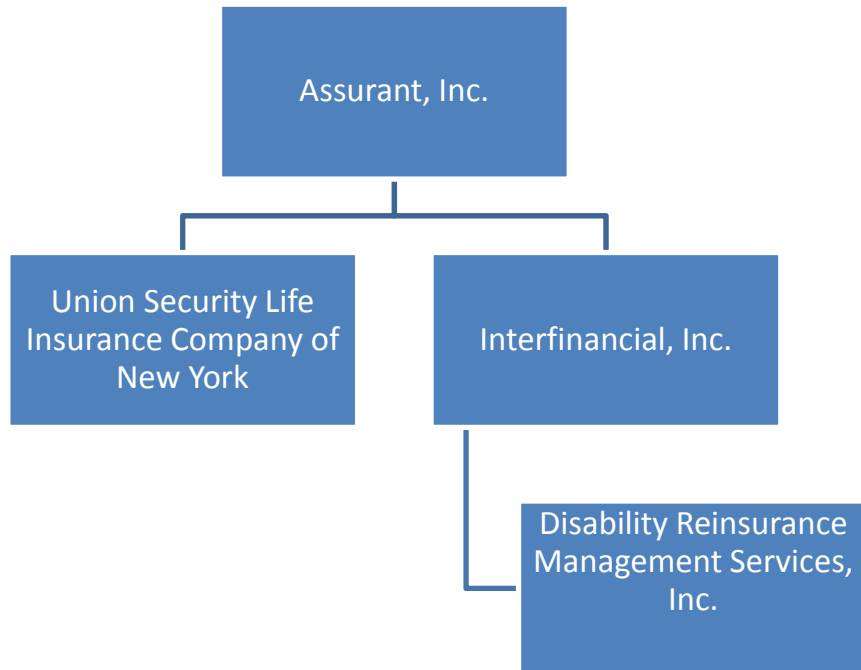 Assurant, Inc.
Union Security Life
Insurance Company of
New York
Interfinancial, Inc.
Disability Reinsurance
Management Services,
Inc.